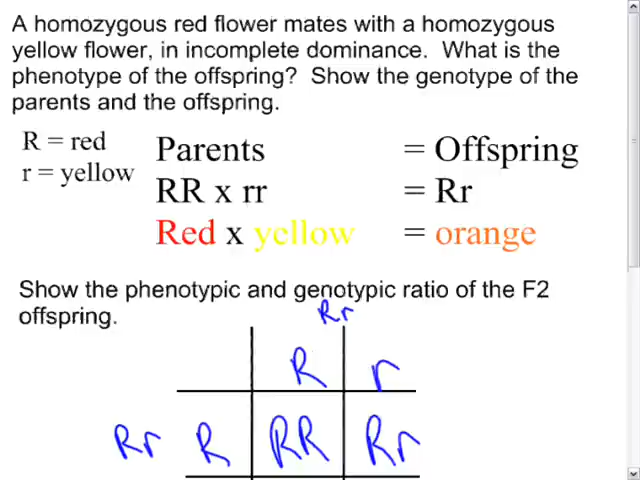 A homozygous red flower mates with a homozygous
yellow flower, in incomplete dominance. What is the
phenotype of the offspring? Show the genotype of the
parents and the offspring.
R = red
r = yellow
Parents = Offspring
RR x rr = Rr
Red x yellow = orange
Show the phenotypic and genotypic ratio of the F2
offspring.
Rr
R r
Rr R RR Rr